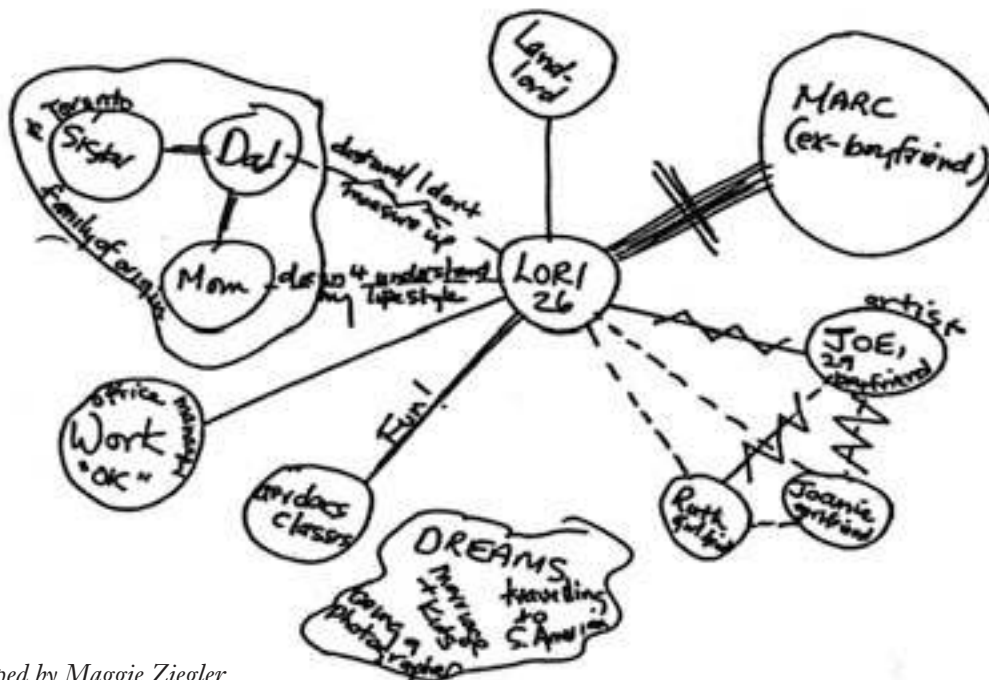 Land-
lord
MARC
(ex-boyfriend)
Toronto
Sister
Dad
Mom
Family of origin
distant/I don't
measure up
doesn't understand
my lifestyle
LORI
26
artist
JOE,
29
boyfriend
office manager
Work
"OK"
Fun!
classes
Ruth
girlfriend
Joanie
girlfriend
DREAMS
being a
photographer
marriage
+ kids
travelling
to
S. America
ped by Maggie Ziegler